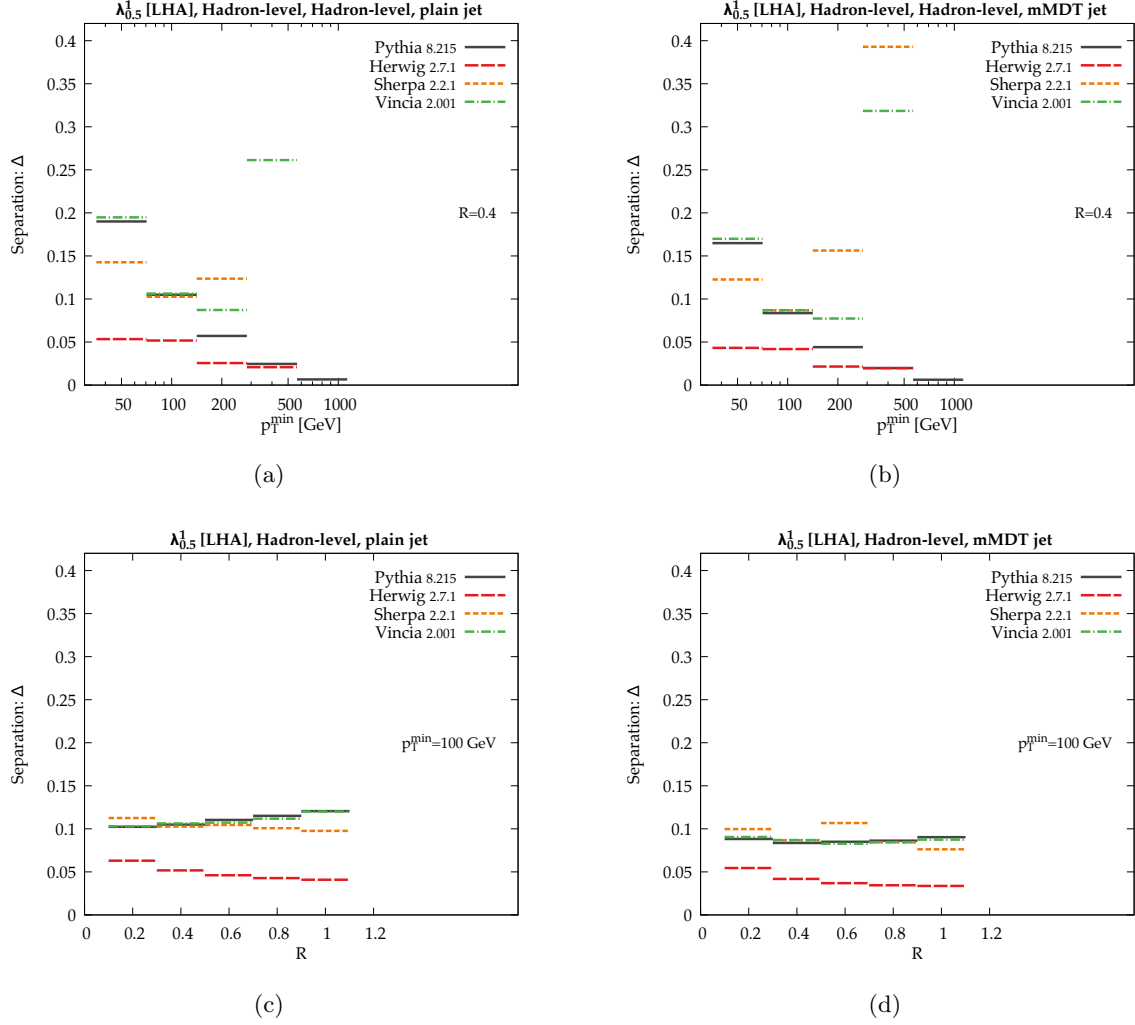 λ¹₀.₅ [LHA], Hadron-level, Hadron-level, plain jet
0.4
0.35
0.3
0.25
0.2
0.15
0.1
0.05
0
Separation: Δ
Pythia 8.215
Herwig 2.7.1
Sherpa 2.2.1
Vincia 2.001
R=0.4
50 100 200 500 1000
p_T^min [GeV]
(a)
λ¹₀.₅ [LHA], Hadron-level, Hadron-level, mMDT jet
0.4
0.35
0.3
0.25
0.2
0.15
0.1
0.05
0
Separation: Δ
Pythia 8.215
Herwig 2.7.1
Sherpa 2.2.1
Vincia 2.001
R=0.4
50 100 200 500 1000
p_T^min [GeV]
(b)
λ¹₀.₅ [LHA], Hadron-level, plain jet
0.4
0.35
0.3
0.25
0.2
0.15
0.1
0.05
0
Separation: Δ
Pythia 8.215
Herwig 2.7.1
Sherpa 2.2.1
Vincia 2.001
p_T^min=100 GeV
0 0.2 0.4 0.6 0.8 1 1.2
R
(c)
λ¹₀.₅ [LHA], Hadron-level, mMDT jet
0.4
0.35
0.3
0.25
0.2
0.15
0.1
0.05
0
Separation: Δ
Pythia 8.215
Herwig 2.7.1
Sherpa 2.2.1
Vincia 2.001
p_T^min=100 GeV
0 0.2 0.4 0.6 0.8 1 1.2
R
(d)